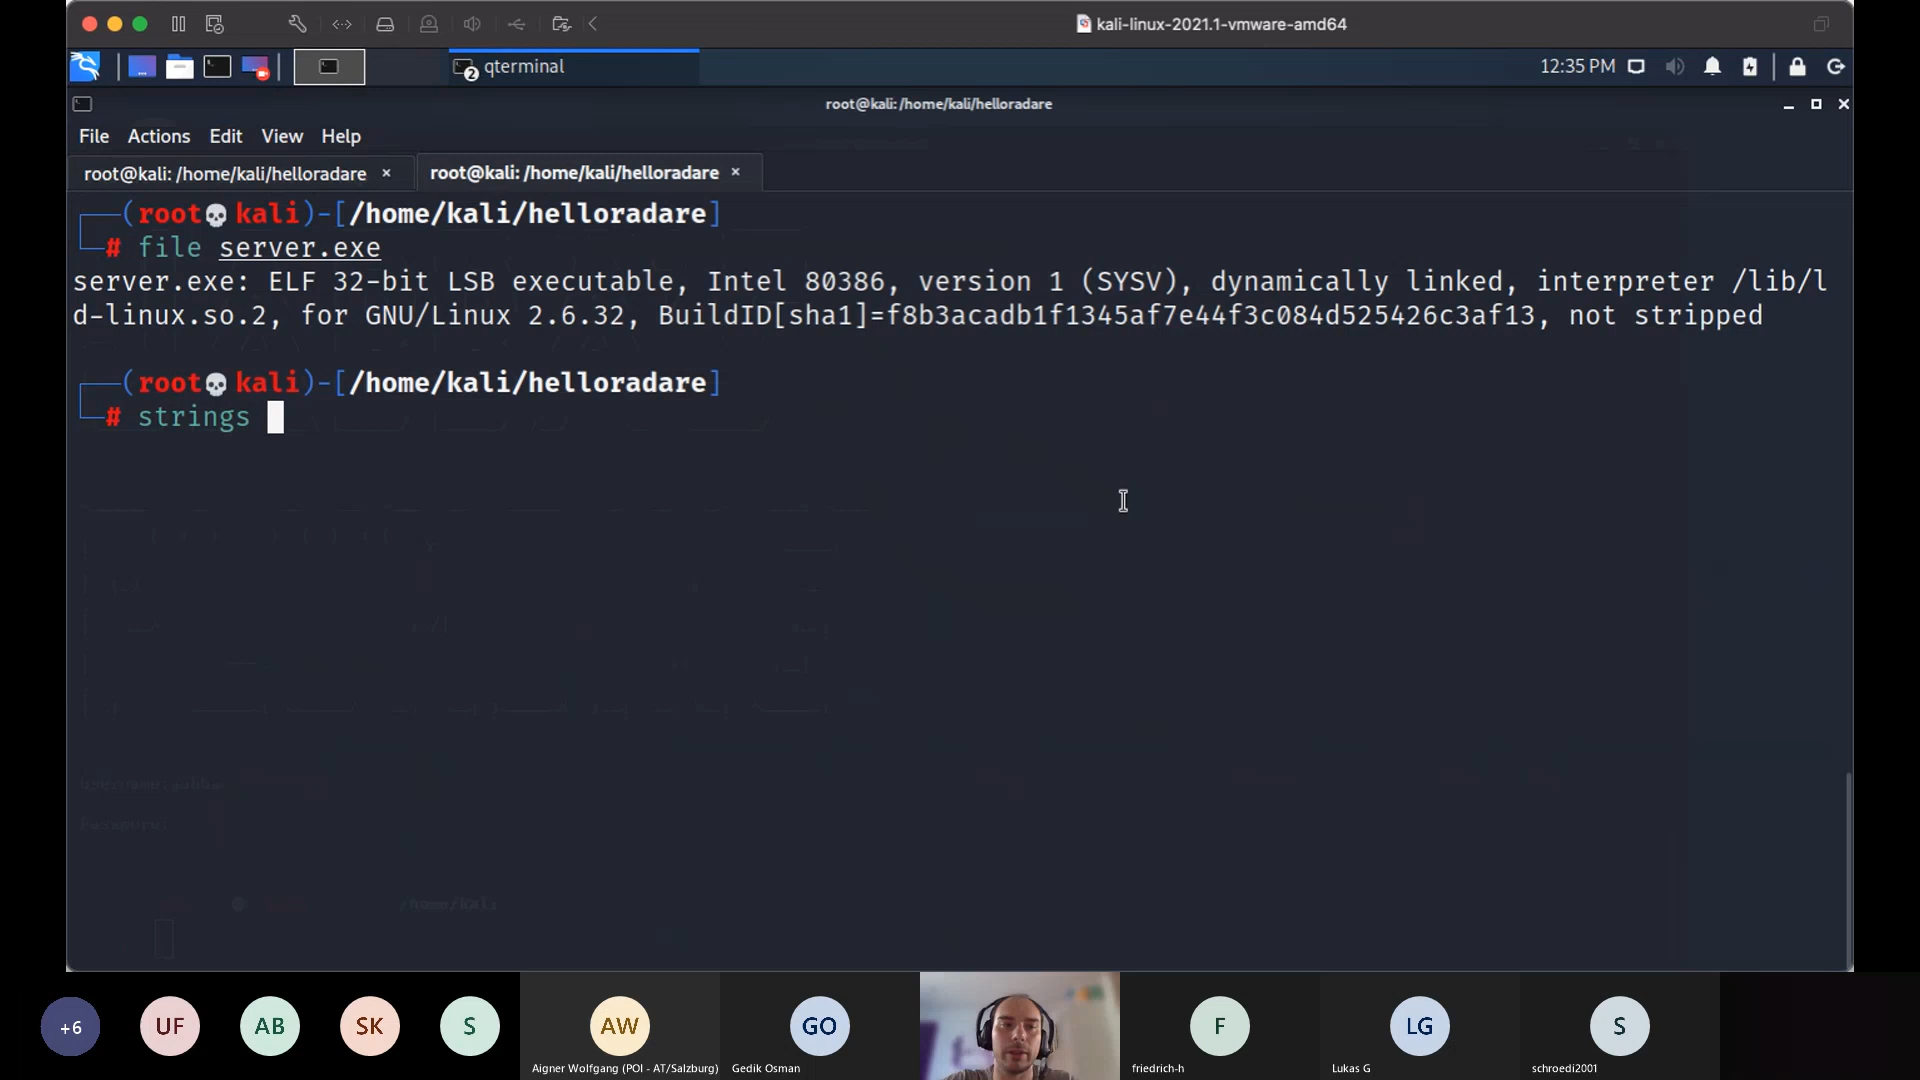 kali-linux-2021.1-vmware-amd64
2 qterminal
12:35 PM
root@kali: /home/kali/helloradare
File Actions Edit View Help
root@kali: /home/kali/helloradare × root@kali: /home/kali/helloradare ×
(root💀kali)-[/home/kali/helloradare]
# file server.exe
server.exe: ELF 32-bit LSB executable, Intel 80386, version 1 (SYSV), dynamically linked, interpreter /lib/l
d-linux.so.2, for GNU/Linux 2.6.32, BuildID[sha1]=f8b3acadb1f1345af7e44f3c084d525426c3af13, not stripped
(root💀kali)-[/home/kali/helloradare]
# strings
/home/kali
+6 UF AB SK S AW GO F LG S
Aigner Wolfgang (POI - AT/Salzburg) Gedik Osman friedrich-h Lukas G schroedi2001